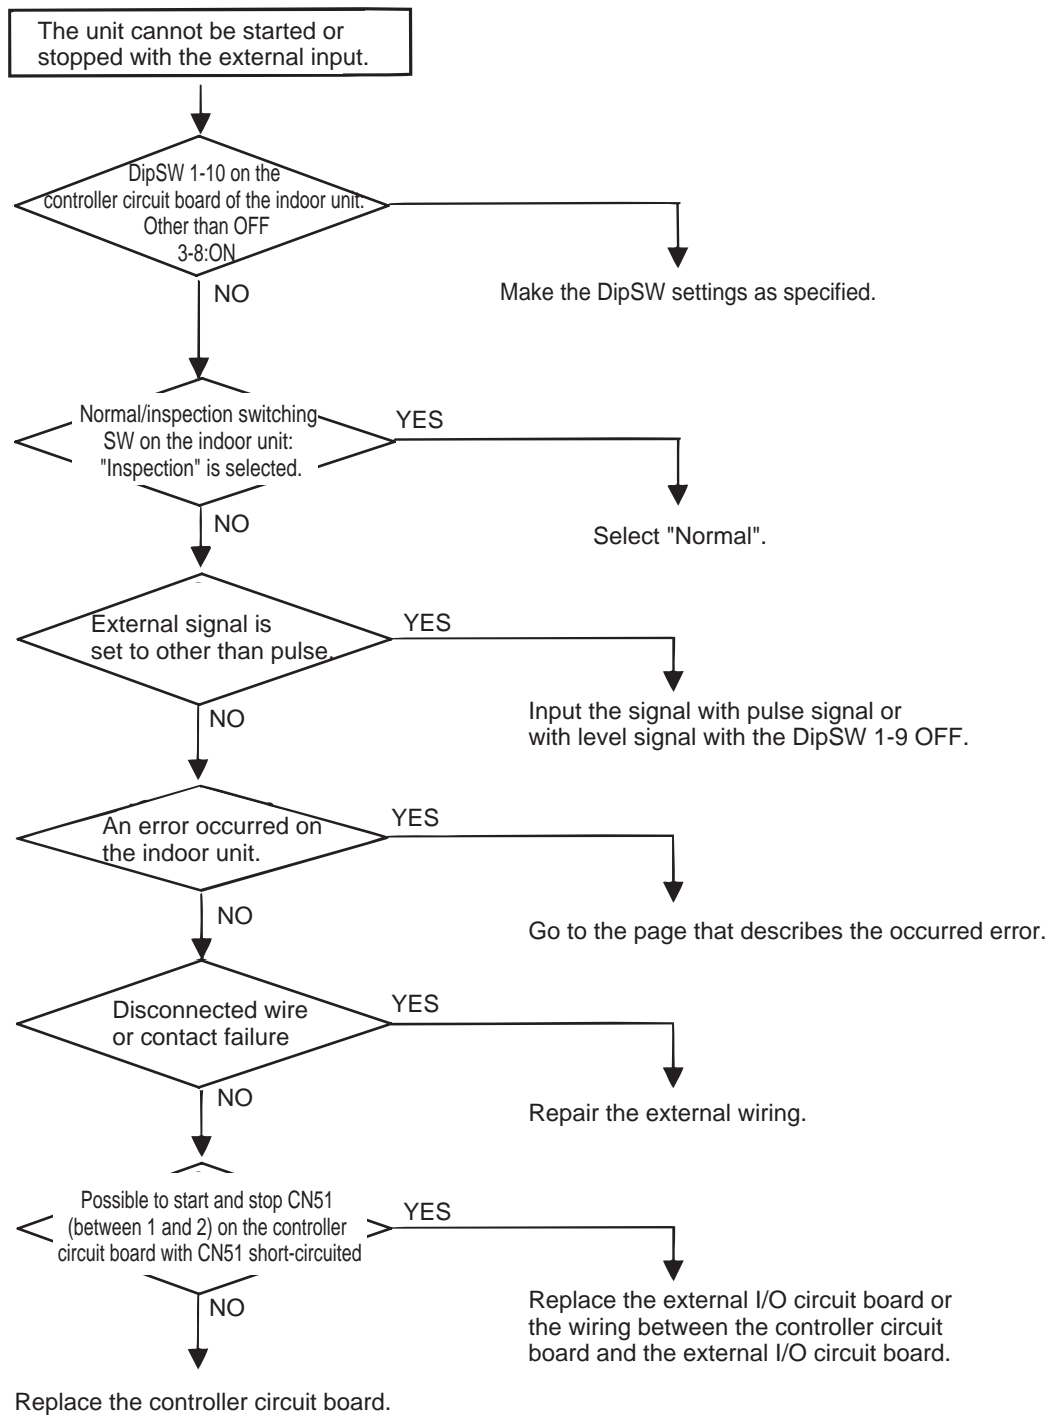 The unit cannot be started or
stopped with the external input.
DipSW 1-10 on the
controller circuit board of the indoor unit:
Other than OFF
3-8:ON
NO
Make the DipSW settings as specified.
Normal/inspection switching
SW on the indoor unit:
"Inspection" is selected.
YES
NO
Select "Normal".
External signal is
set to other than pulse.
YES
NO
Input the signal with pulse signal or
with level signal with the DipSW 1-9 OFF.
An error occurred on
the indoor unit.
YES
NO
Go to the page that describes the occurred error.
Disconnected wire
or contact failure
YES
NO
Repair the external wiring.
Possible to start and stop CN51
(between 1 and 2) on the controller
circuit board with CN51 short-circuited
YES
NO
Replace the external I/O circuit board or
the wiring between the controller circuit
board and the external I/O circuit board.
Replace the controller circuit board.